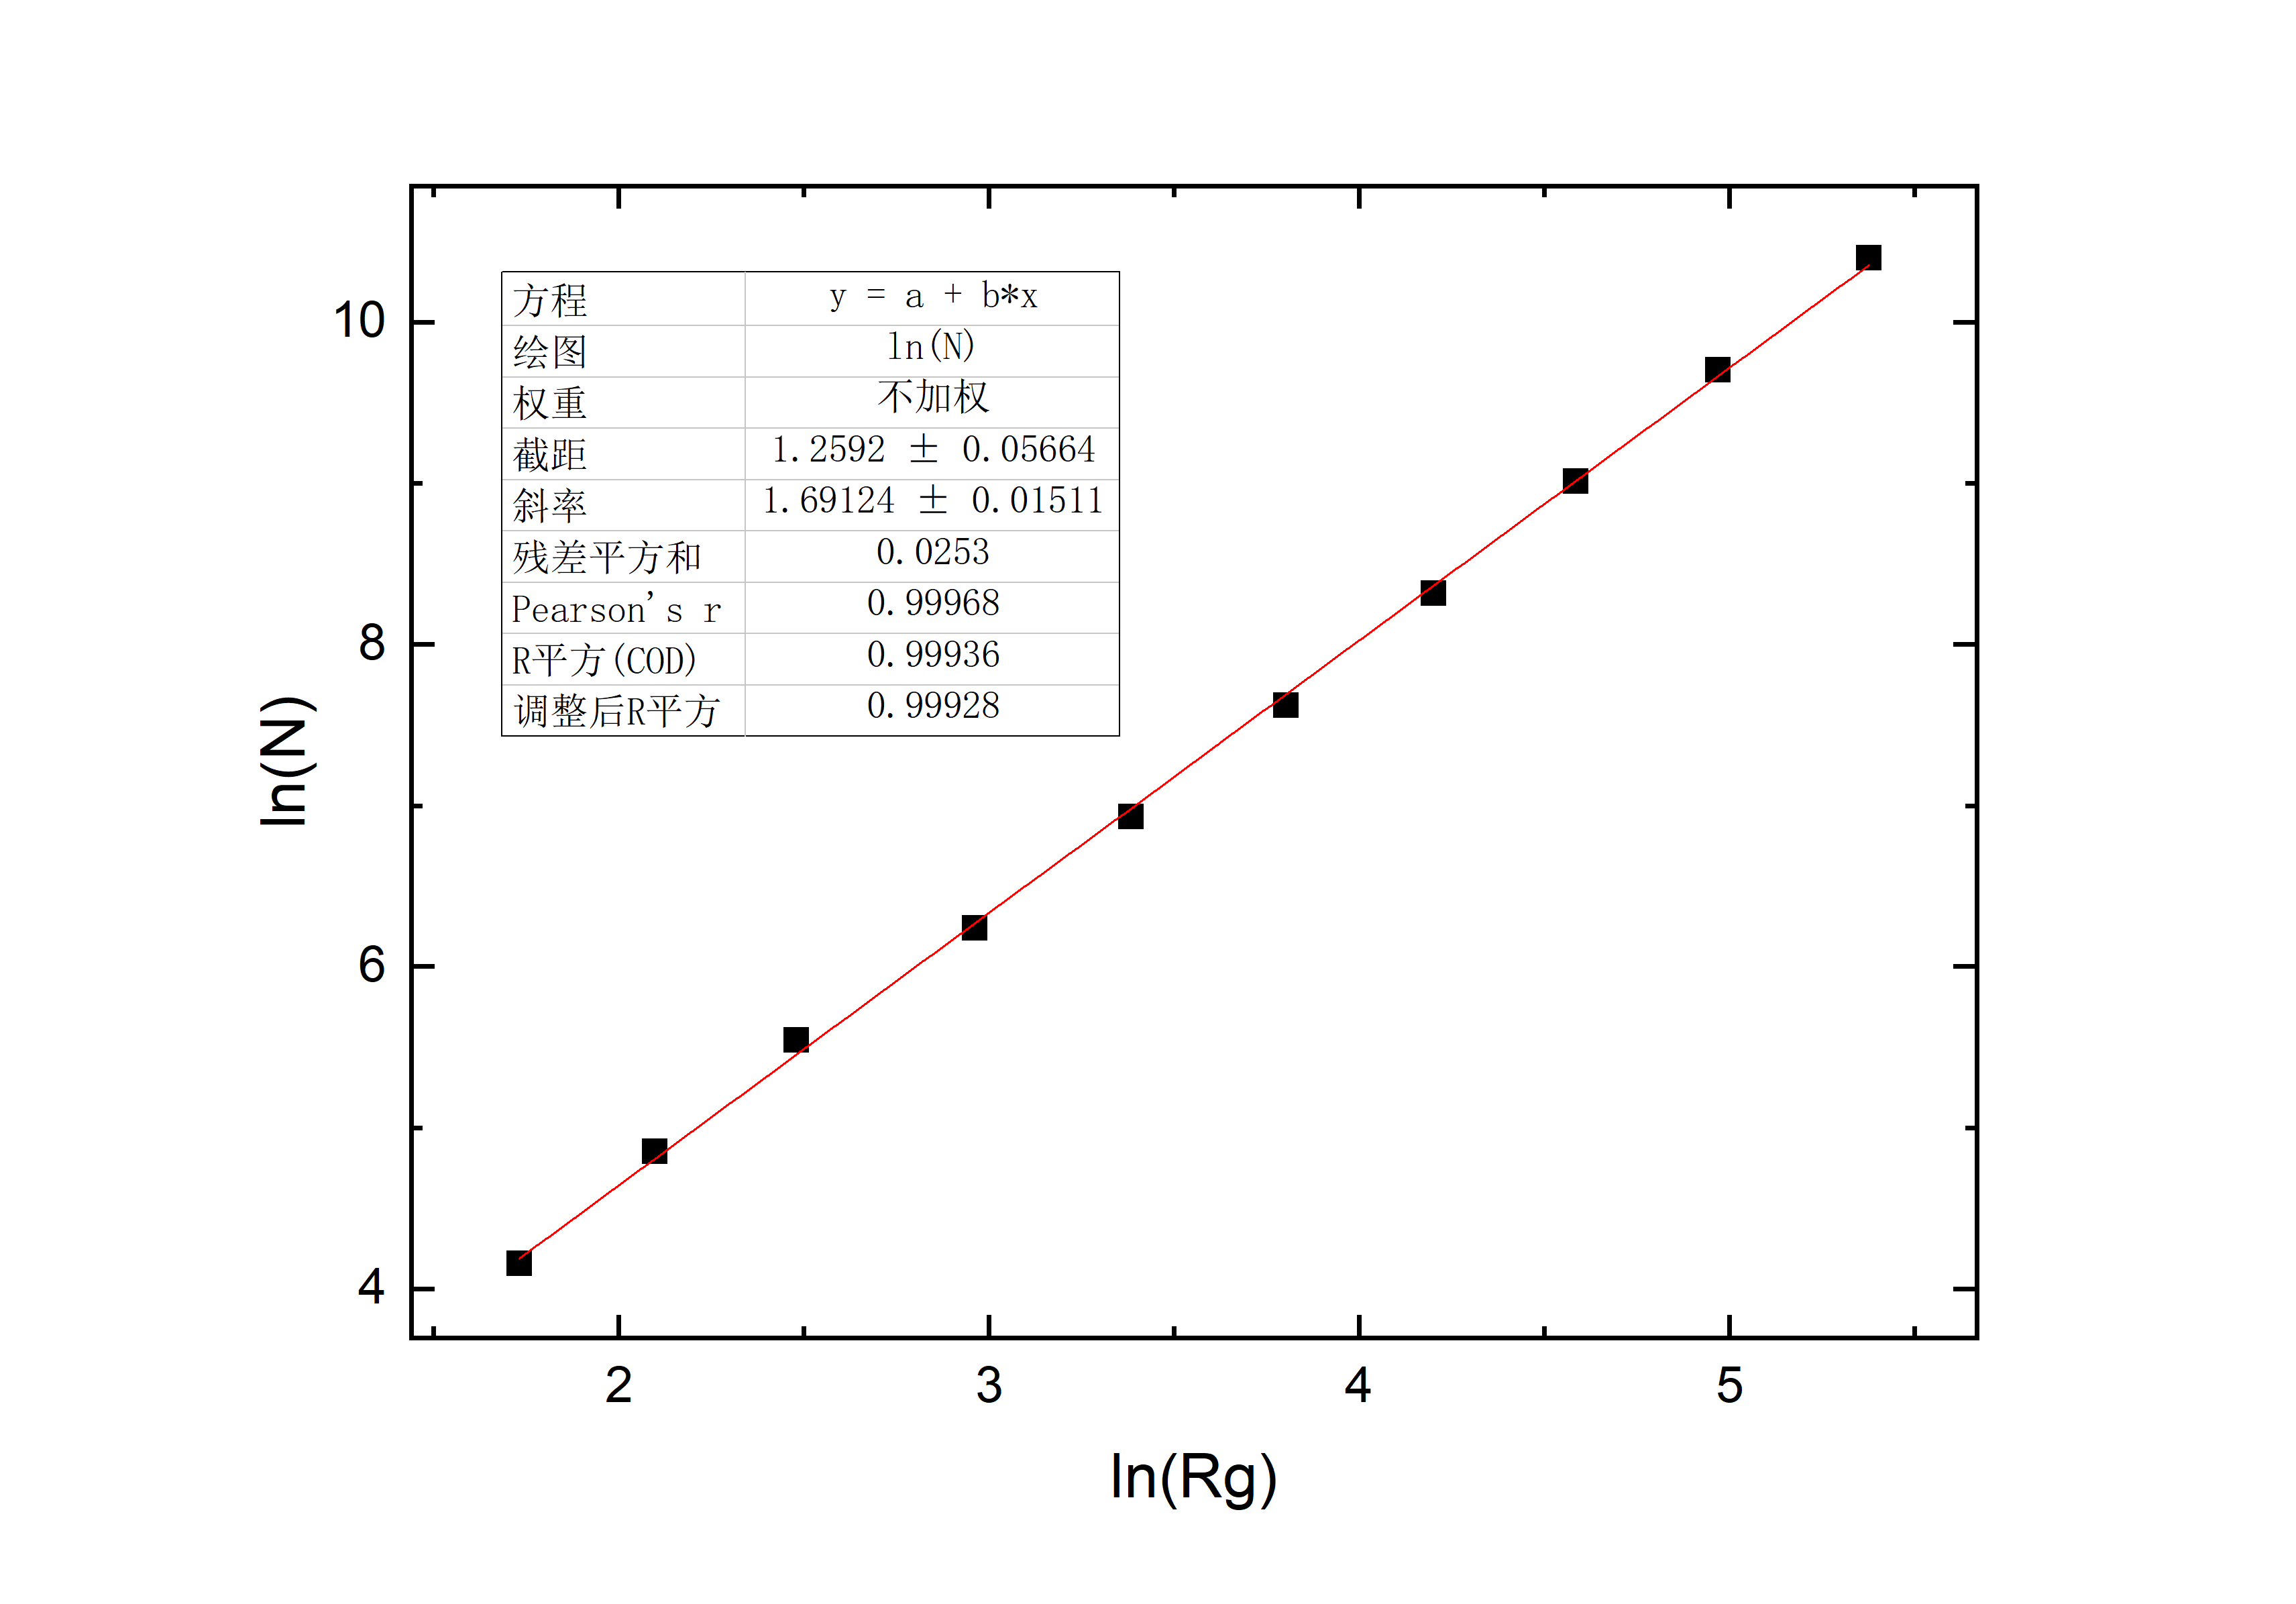 方程 y = a + b*x
绘图 ln(N)
权重 不加权
截距 1.2592 ± 0.05664
斜率 1.69124 ± 0.01511
残差平方和 0.0253
Pearson's r 0.99968
R平方(COD) 0.99936
调整后R平方 0.99928
10
8
6
4
ln(N)
2 3 4 5
ln(Rg)